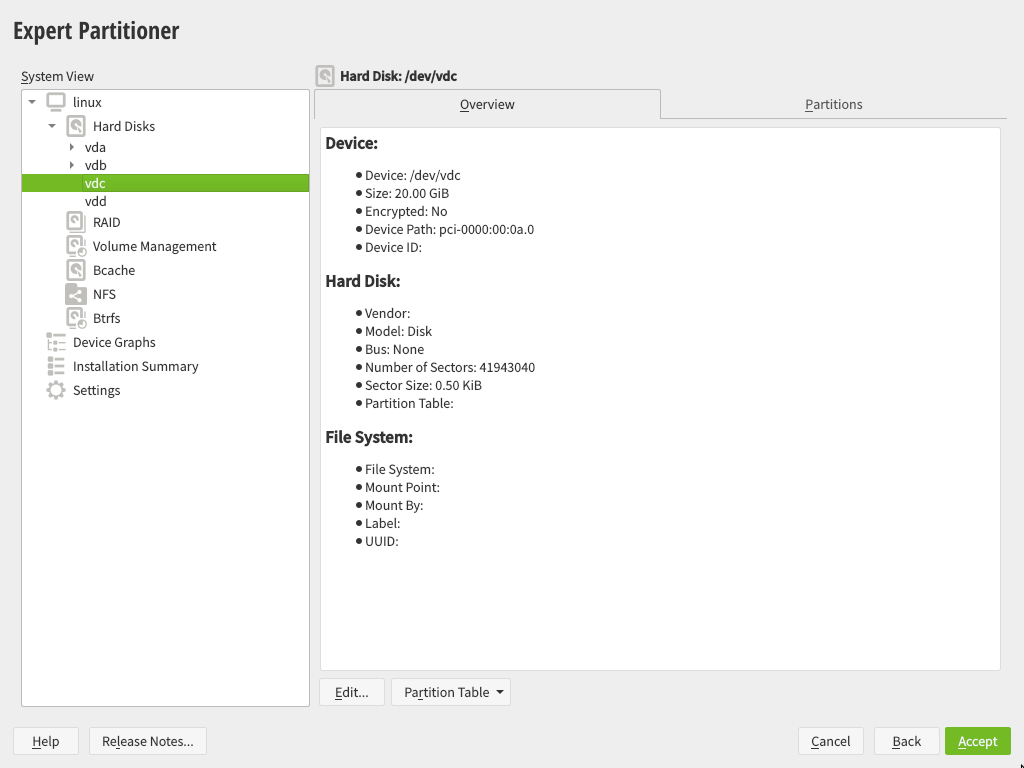 Expert Partitioner
System View
linux
Hard Disks
vda
vdb
vdc
vdd
RAID
Volume Management
Bcache
NFS
Btrfs
Device Graphs
Installation Summary
Settings
Hard Disk: /dev/vdc
Overview
Partitions
Device:
Device: /dev/vdc
Size: 20.00 GiB
Encrypted: No
Device Path: pci-0000:00:0a.0
Device ID:
Hard Disk:
Vendor:
Model: Disk
Bus: None
Number of Sectors: 41943040
Sector Size: 0.50 KiB
Partition Table:
File System:
File System:
Mount Point:
Mount By:
Label:
UUID:
Edit...
Partition Table
Help
Release Notes...
Cancel
Back
Accept